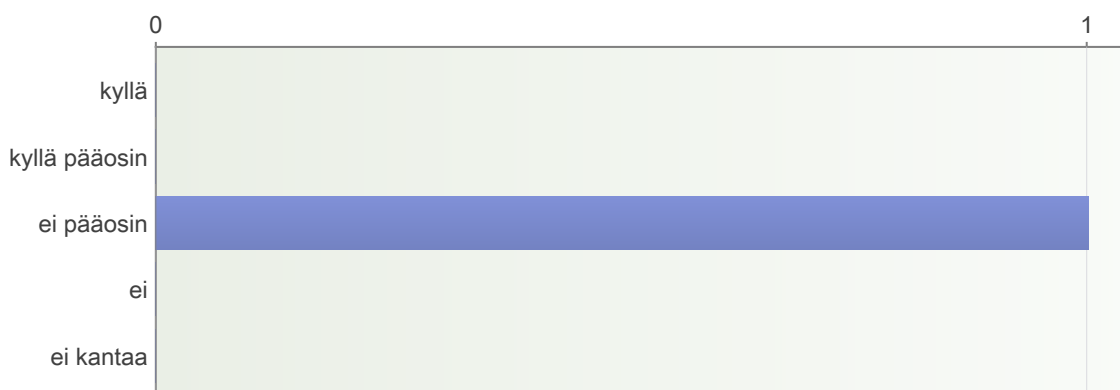 0 1
kyllä
kyllä pääosin
ei pääosin
ei
ei kantaa